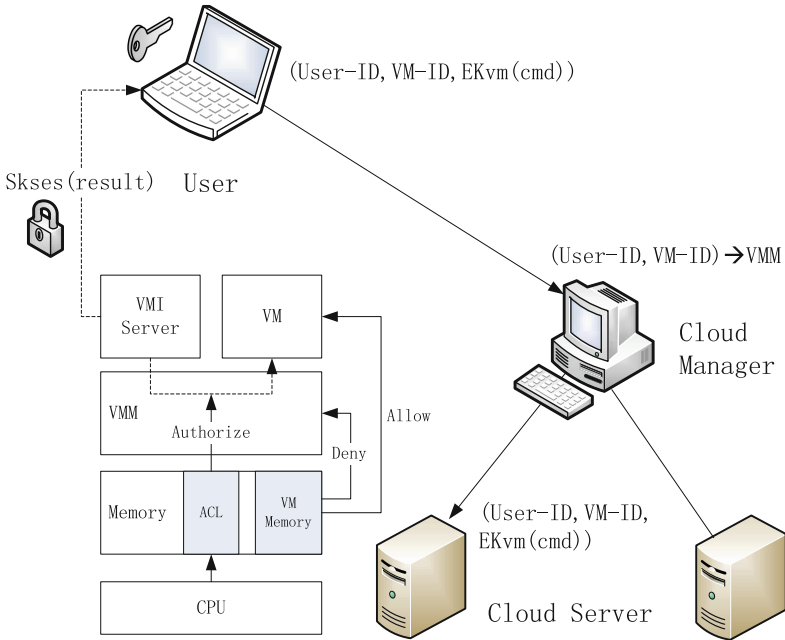 (User-ID, VM-ID, EKvm(cmd))
Skses(result)
User
(User-ID, VM-ID)→VMM
VMI
Server
VM
Cloud
Manager
VMM
Authorize
Allow
Deny
Memory
ACL
VM
Memory
(User-ID, VM-ID,
EKvm(cmd))
CPU
Cloud Server